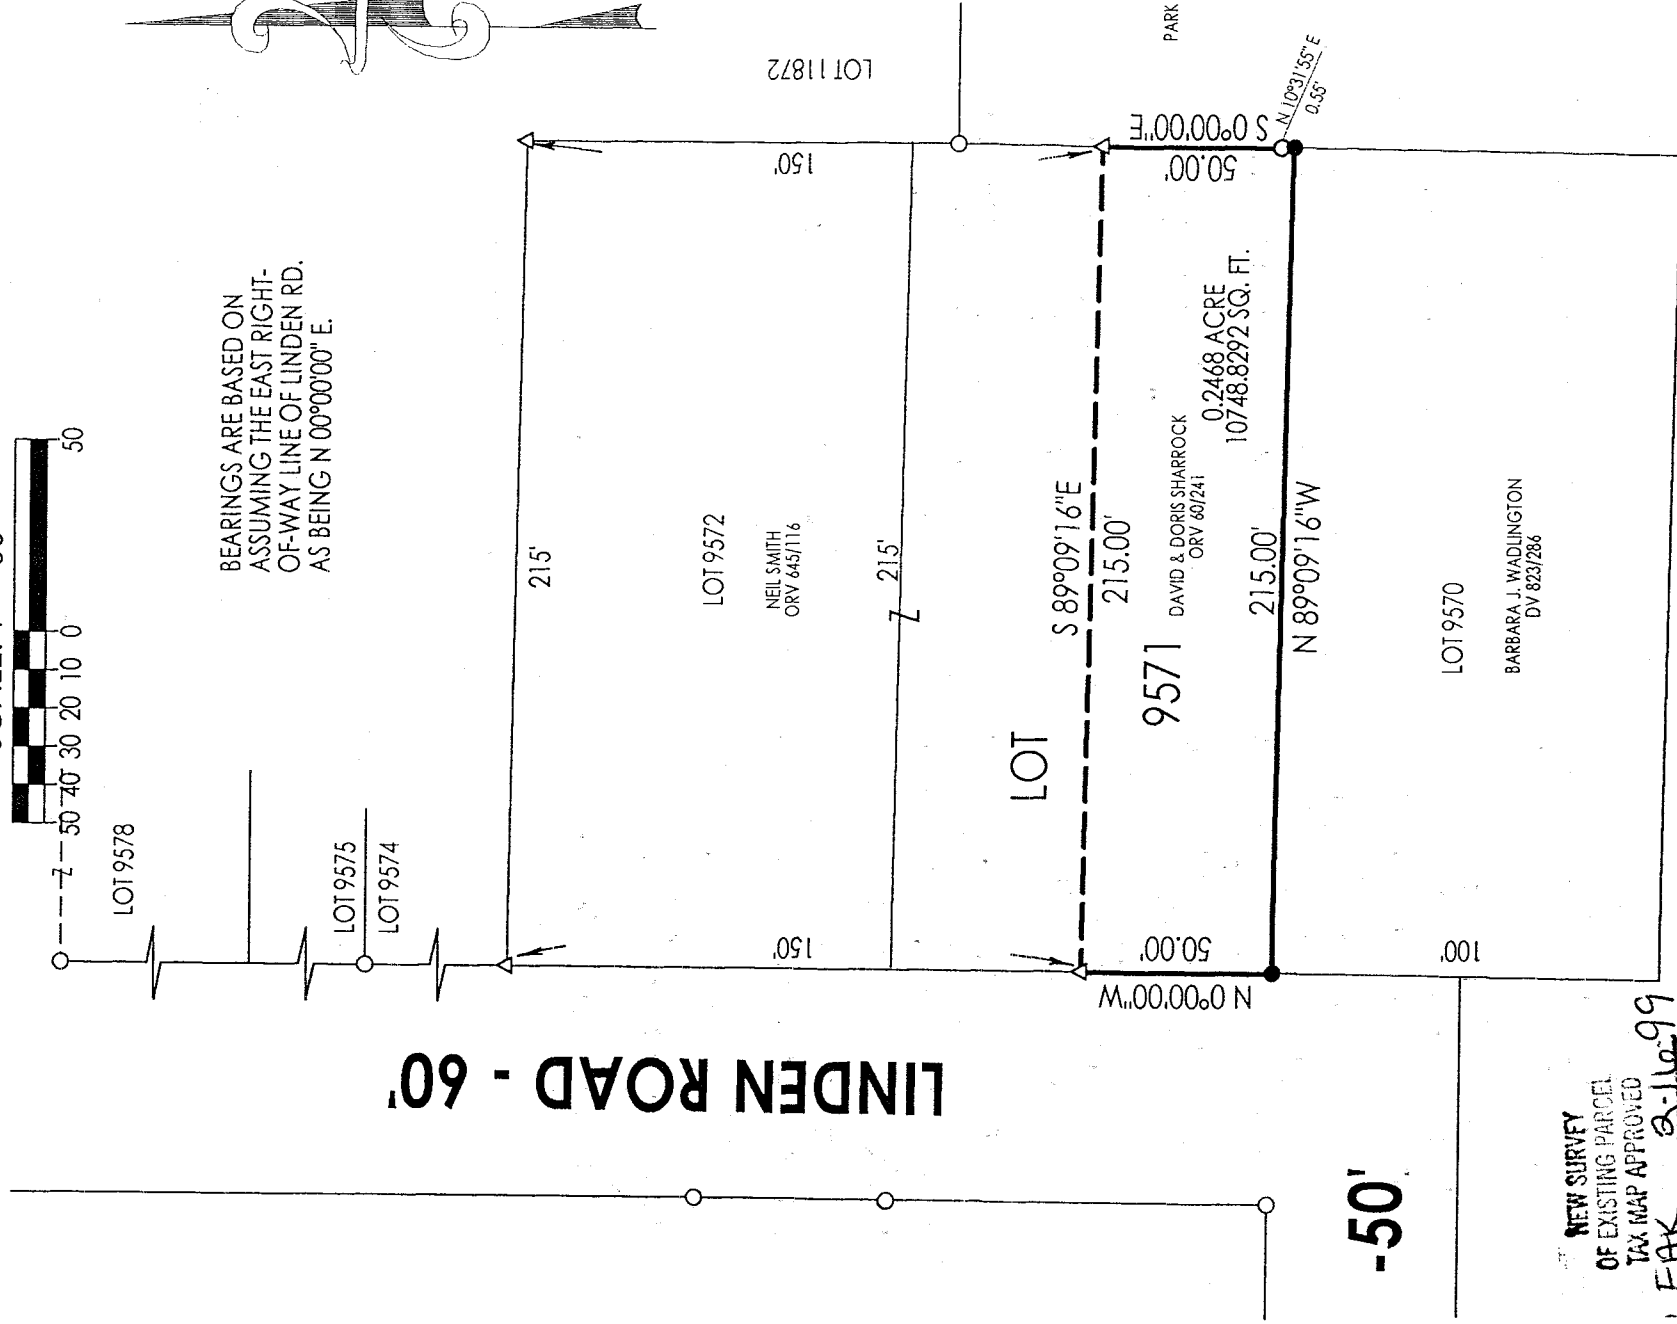 50 40 30 20 10 0 50
BEARINGS ARE BASED ON
ASSUMING THE EAST RIGHT-
OF-WAY LINE OF LINDEN RD.
AS BEING N 00°00'00" E.
LOT 11872
PARK
LOT 9578
Z
LOT 9575
LOT 9574
215'
150'
150'
LOT 9572
NEIL SMITH
ORV 645/116
215'
Z
LOT
9571
S 89°09'16"E
215.00'
DAVID & DORIS SHARROCK
ORV 60/241
0.2468 ACRE
10748.8292 SQ. FT.
215.00'
N 89°09'16"W
S 0°00'00"E
50.00'
N 10°31'55"E
0.55'
50.00'
N 0°00'00"W
LOT 9570
BARBARA J. WADLINGTON
DV 823/286
100'
LINDEN ROAD - 60'
-50'
NEW SURVEY
OF EXISTING PARCEL
TAX MAP APPROVED
EAK 2-16-99